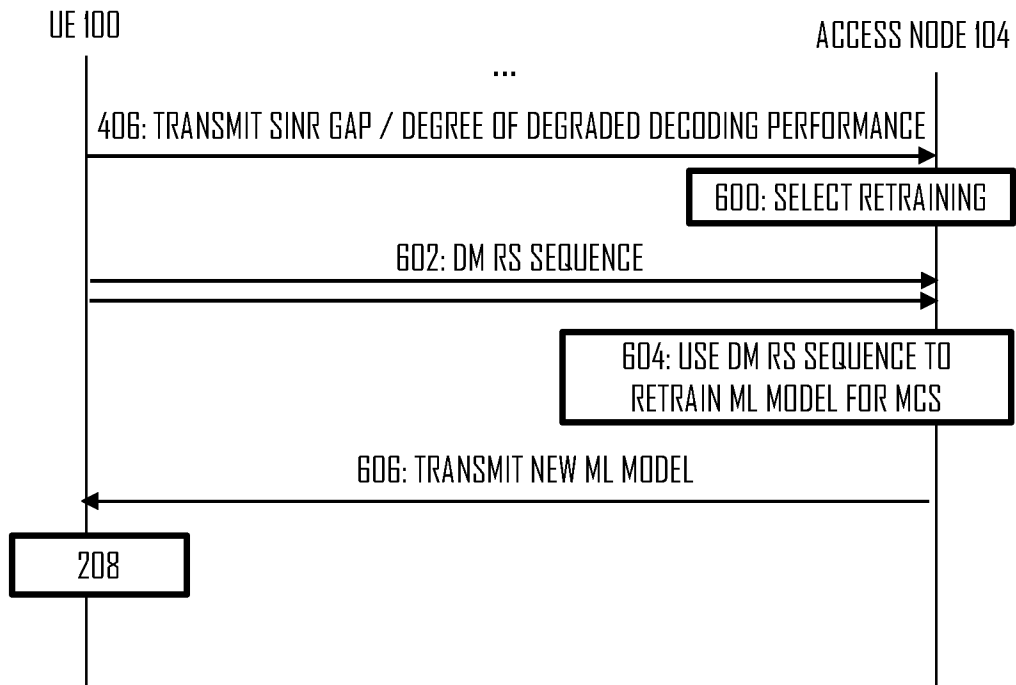 UE 100
ACCESS NODE 104
...
406: TRANSMIT SINR GAP / DEGREE OF DEGRADED DECODING PERFORMANCE
600: SELECT RETRAINING
602: DM RS SEQUENCE
604: USE DM RS SEQUENCE TO
RETRAIN ML MODEL FOR MCS
606: TRANSMIT NEW ML MODEL
208